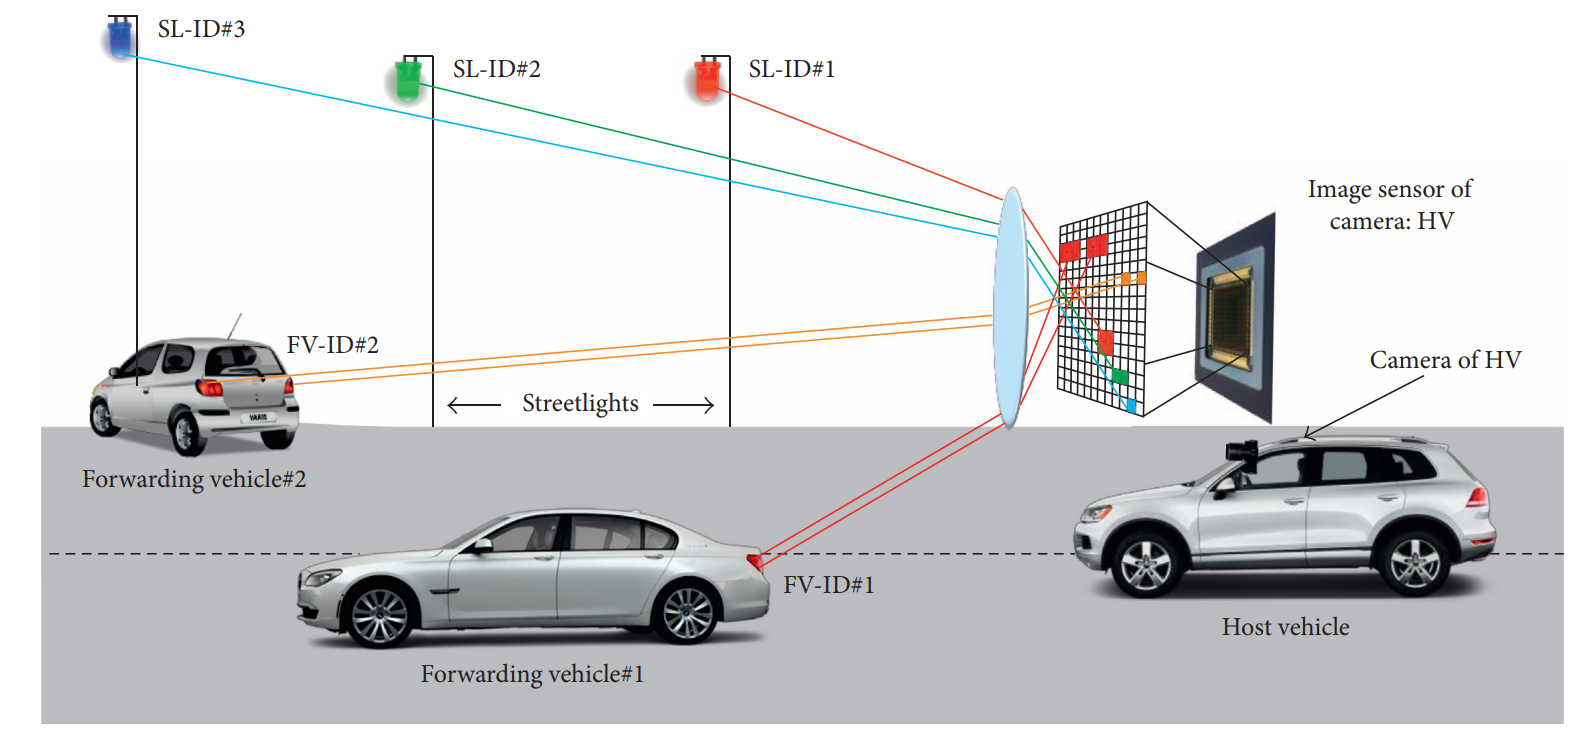 SL-ID#3
SL-ID#2
SL-ID#1
Image sensor of
camera: HV
FV-ID#2
Camera of HV
Streetlights
Forwarding vehicle#2
FV-ID#1
Host vehicle
Forwarding vehicle#1